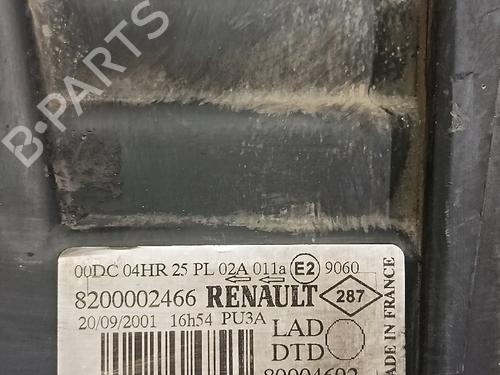 B-PARTS
00DC 04HR 25 PL 02A 011a E2 9060
8200002466 RENAULT 287
20/09/2001 16h54 PU3A
LAD
DTD
MADE IN FRANCE